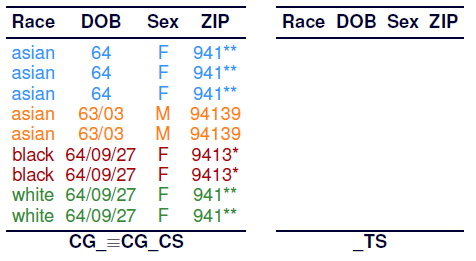 Race DOB Sex ZIP Race DOB Sex ZIP
asian 64 F 941**
asian 64 F 941**
asian 64 F 941**
asian 63/03 M 94139
asian 63/03 M 94139
black 64/09/27 F 9413*
black 64/09/27 F 9413*
white 64/09/27 F 941**
white 64/09/27 F 941**
CG_≡CG_CS _TS